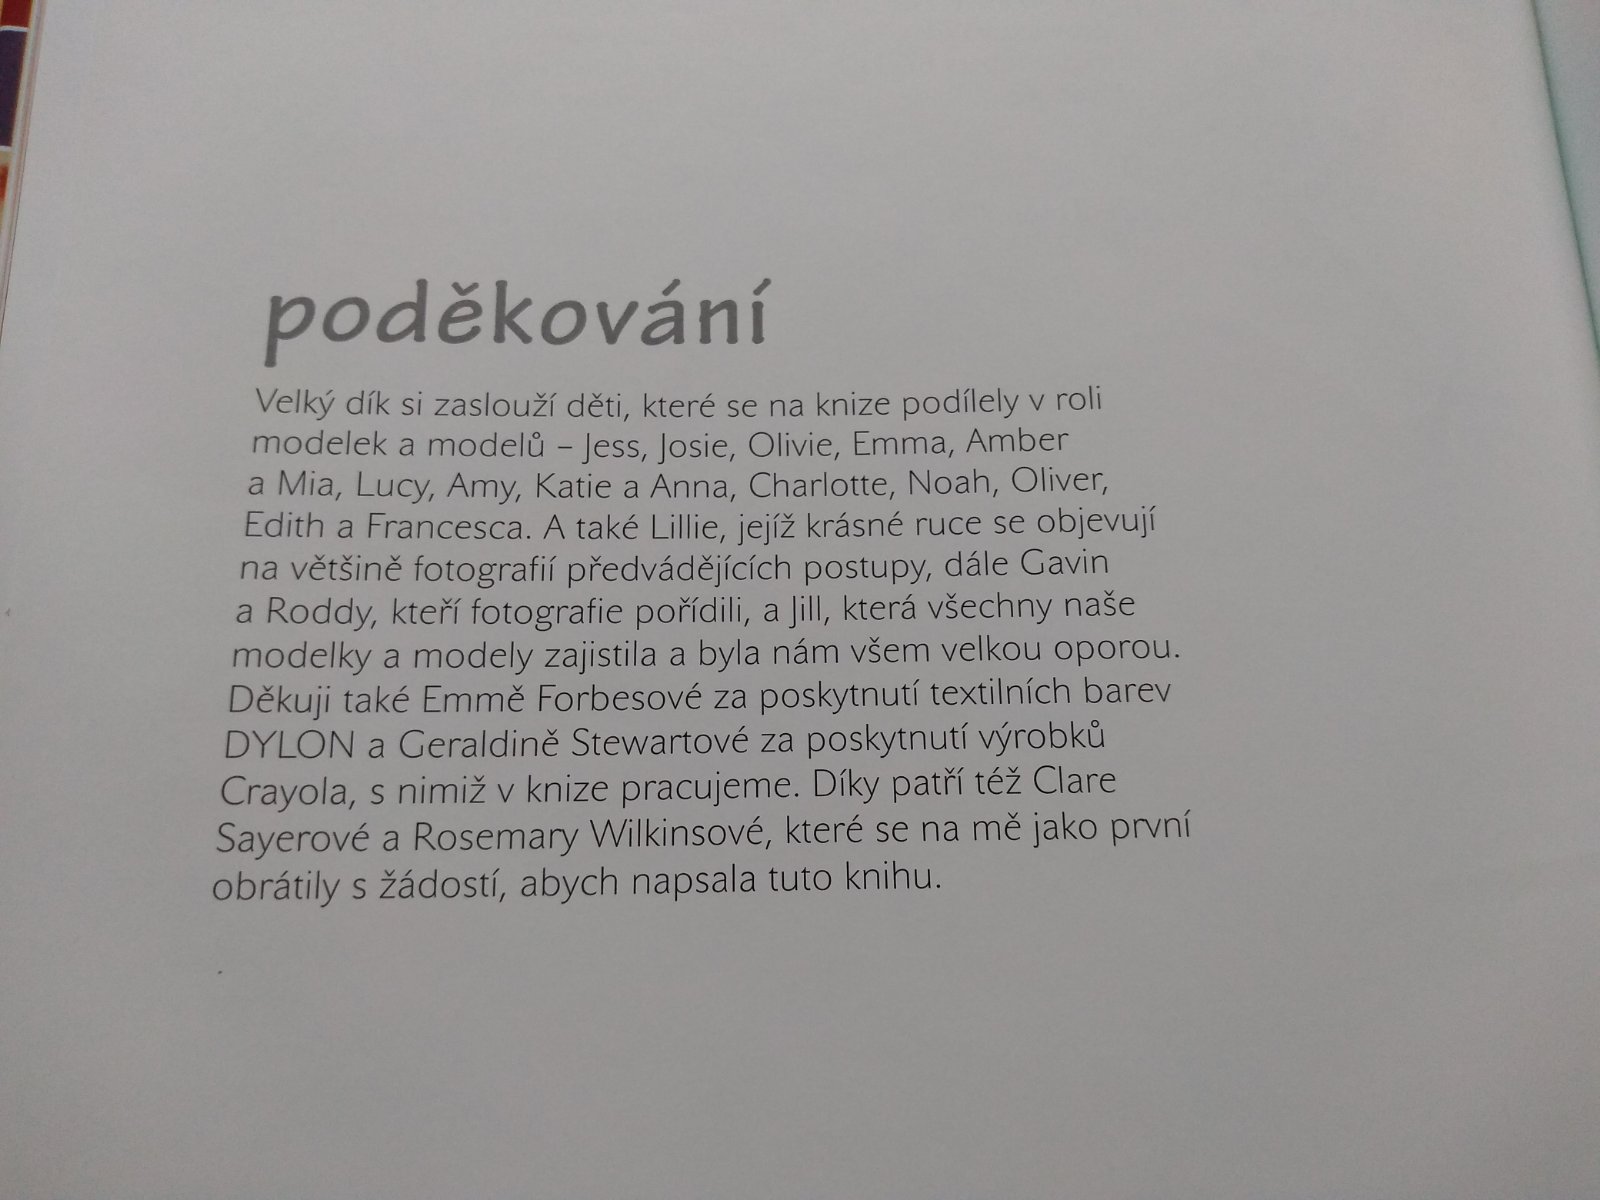 poděkování
Velký dík si zaslouží děti, které se na knize podílely v roli
modelek a modelů – Jess, Josie, Olivie, Emma, Amber
a Mia, Lucy, Amy, Katie a Anna, Charlotte, Noah, Oliver,
Edith a Francesca. A také Lillie, jejíž krásné ruce se objevují
na většině fotografií předvádějících postupy, dále Gavin
a Roddy, kteří fotografie pořídili, a Jill, která všechny naše
modelky a modely zajistila a byla nám všem velkou oporou.
Děkuji také Emmě Forbesové za poskytnutí textilních barev
DYLON a Geraldině Stewartové za poskytnutí výrobků
Crayola, s nimiž v knize pracujeme. Díky patří též Clare
Sayerové a Rosemary Wilkinsové, které se na mě jako první
obrátily s žádostí, abych napsala tuto knihu.